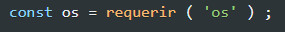 const os = requerir ( 'os' ) ;